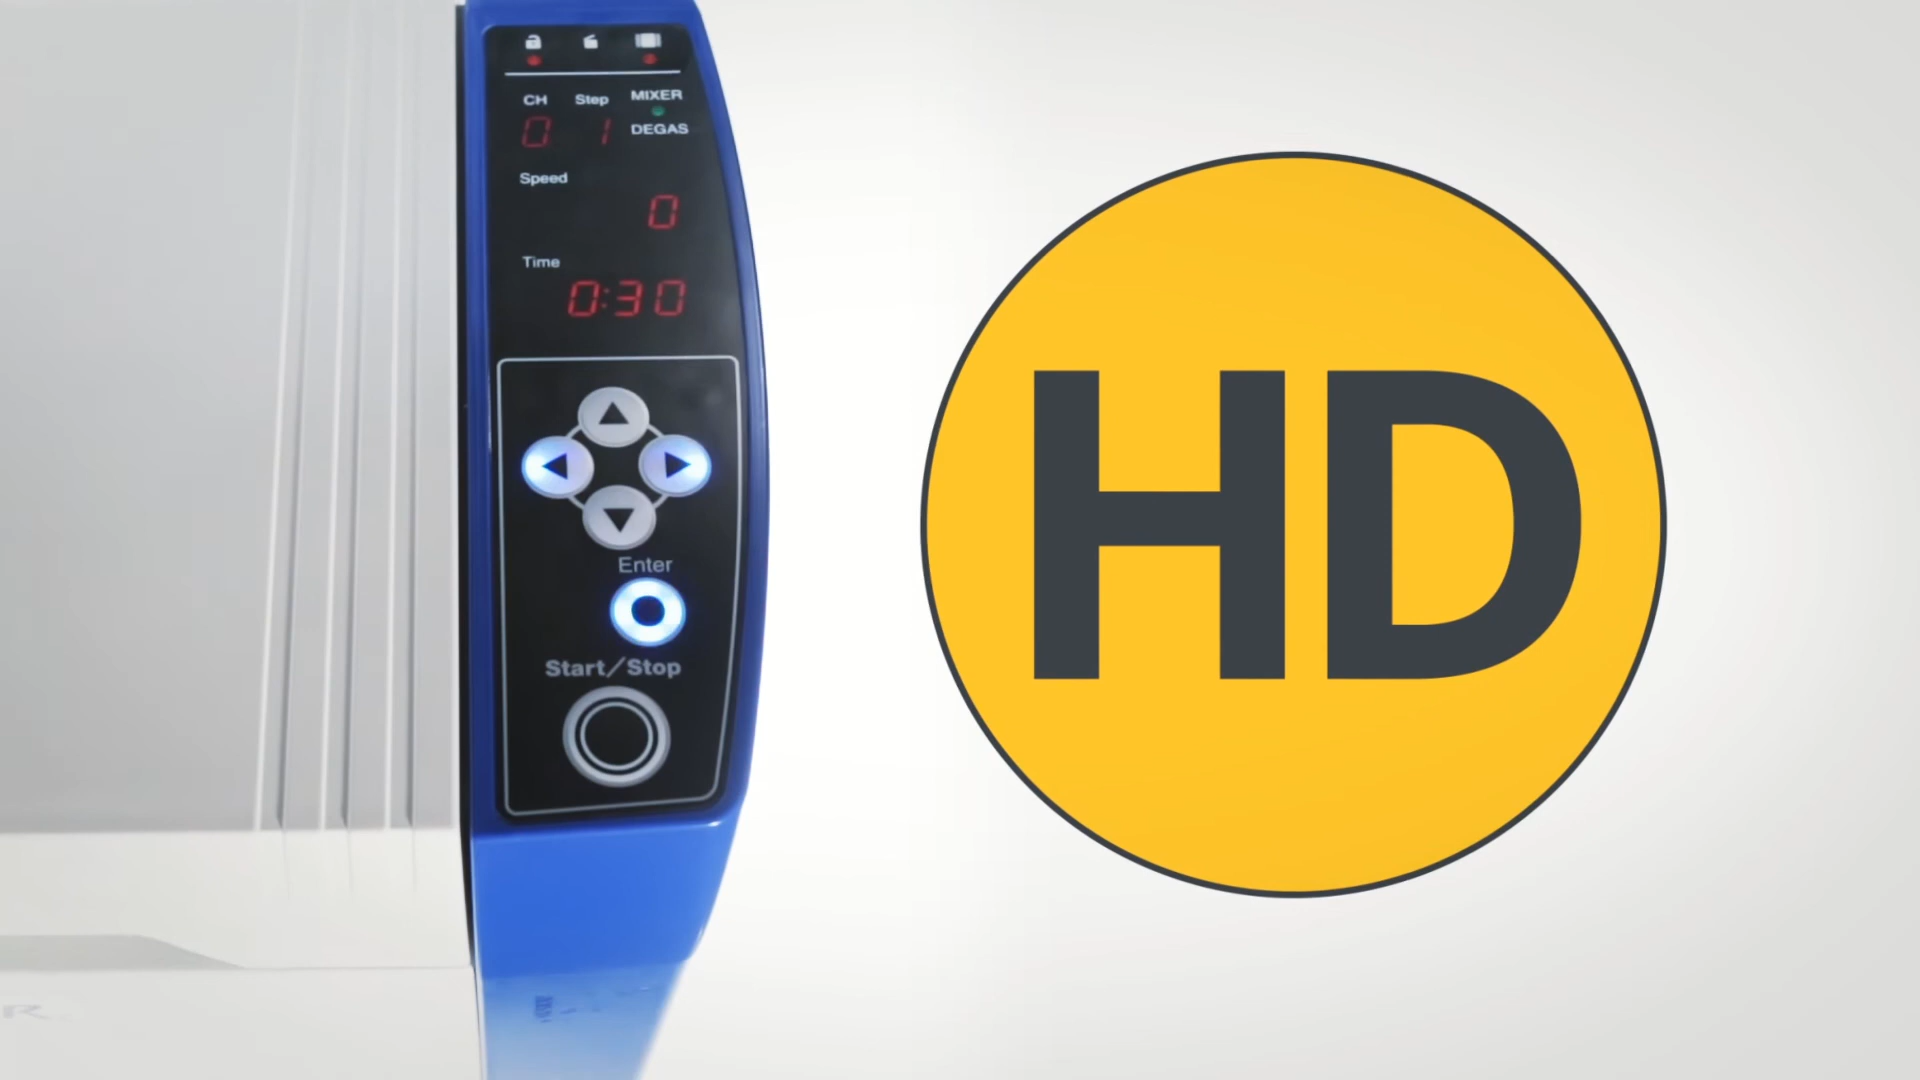 CH Step MIXER
0 1 DEGAS
Speed
0
Time
0:30
Enter
Start/Stop
HD
R